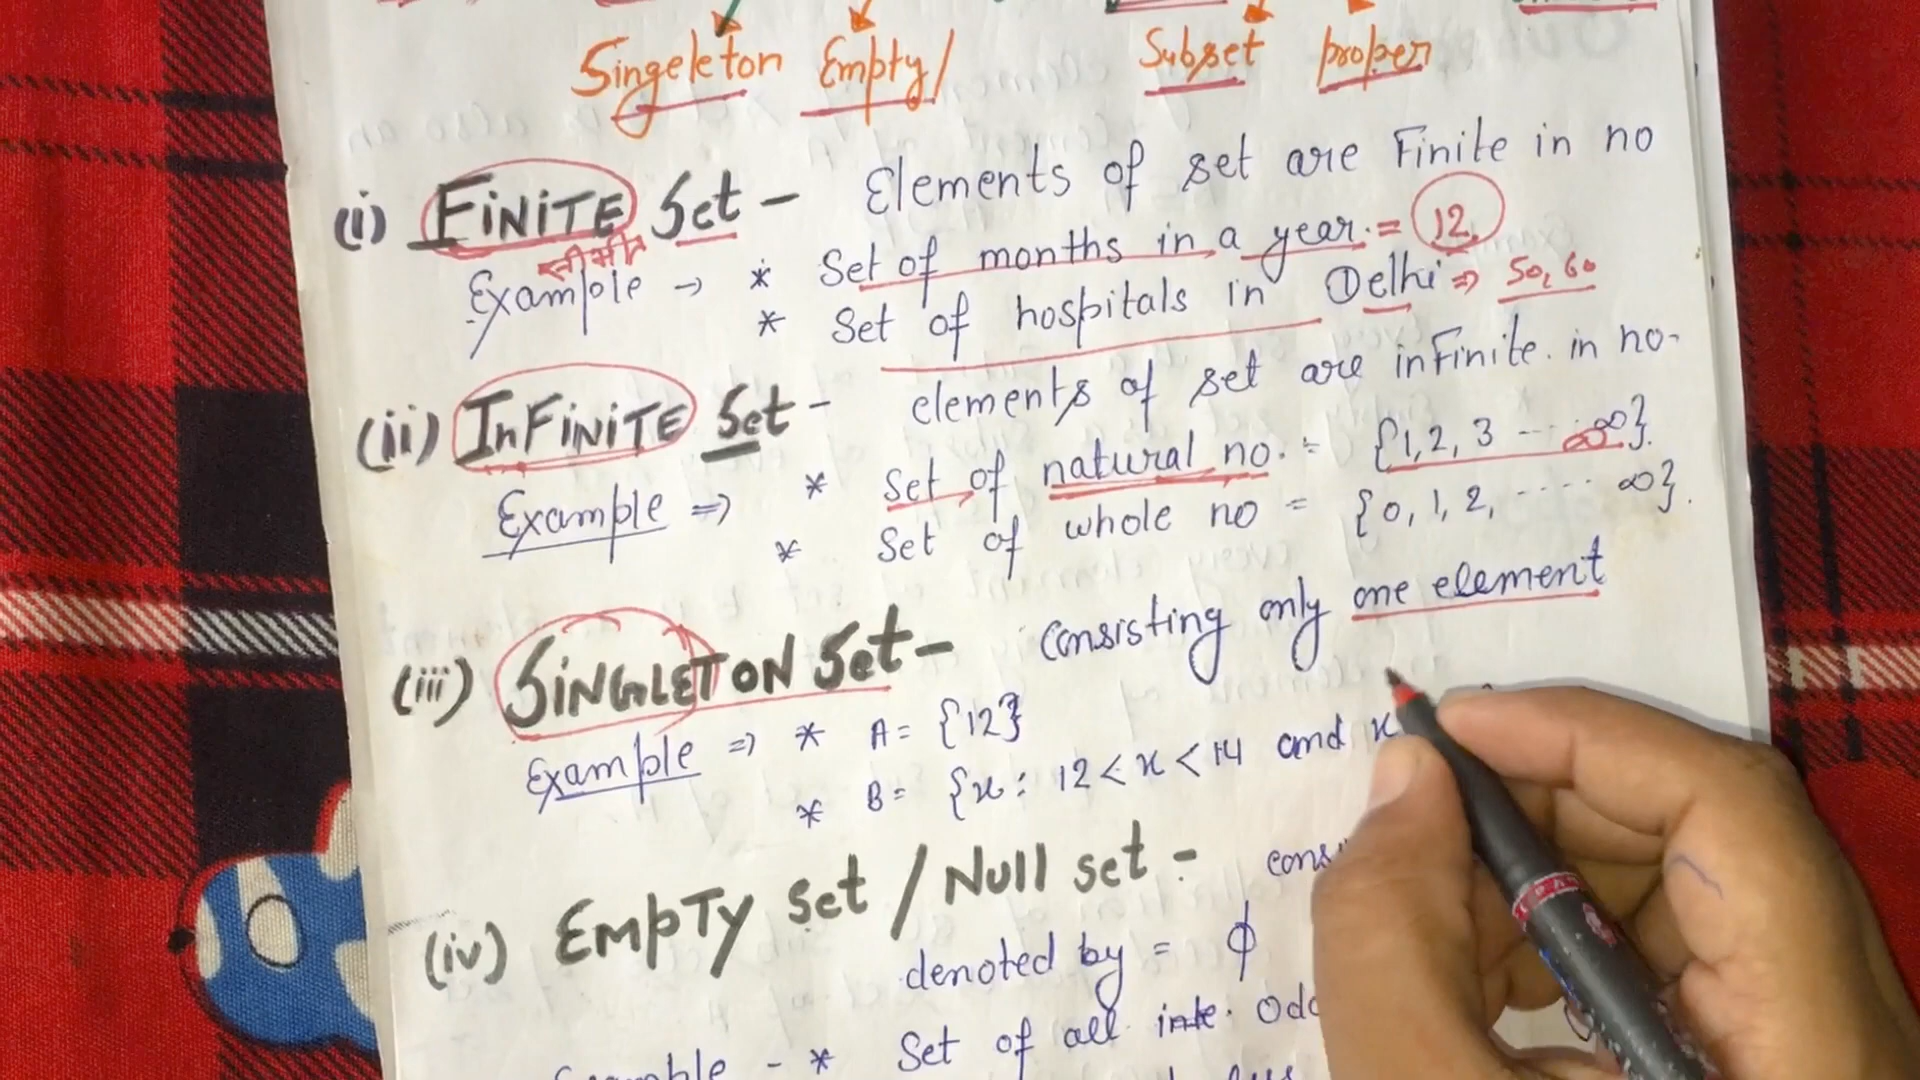 Singeleton Empty/ Subset proper
(i) FINITE Set - Elements of set are Finite in no
Example → * Set of months in a year. = 12.
* Set of hospitals in Delhi ⇒ 50, 60
(ii) InFiNiTE Set - elements of set are infinite. in no-
Example ⇒ * Set of natural no. = {1, 2, 3 --- ∞}.
* Set of whole no = {0, 1, 2, ----- ∞}.
(iii) SINGLETON Set - Consisting only one element
Example ⇒ * A = {12}
* B = {x : 12 < x < 14 and x
(iv) EmpTy set / Null set -
denoted by = ϕ
- * Set of all